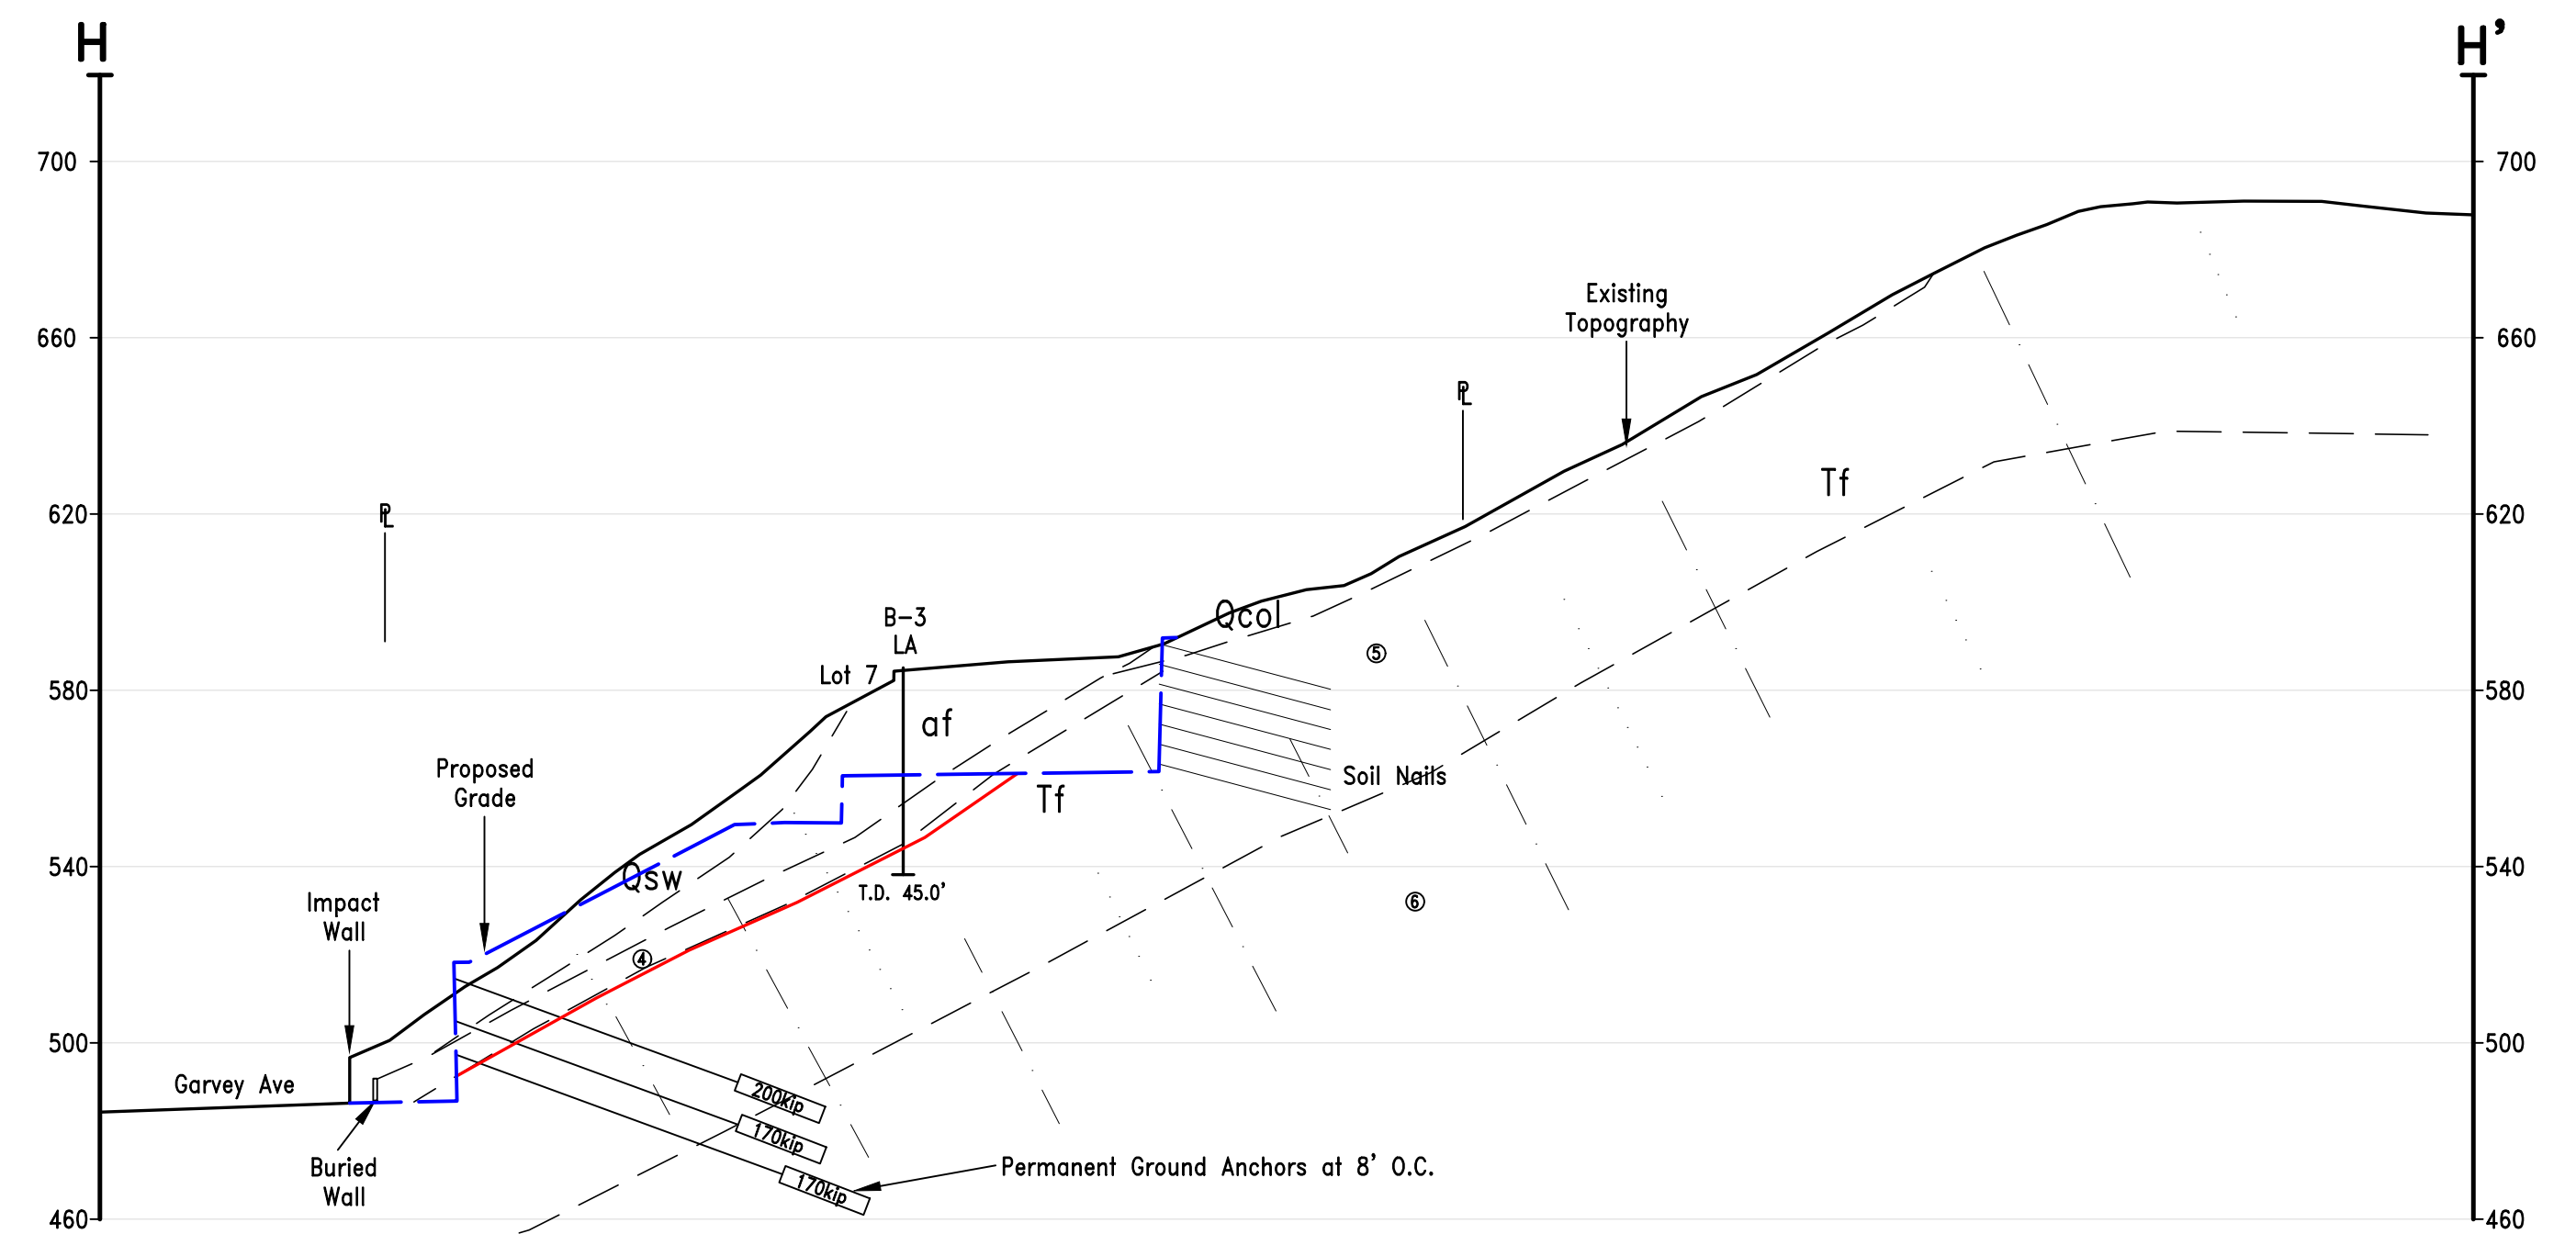 H
H'
700
700
660
660
Existing
Topography
PL
Tf
620
620
PL
B-3
LA
Qcol
Lot 7
⑤
580
580
af
Proposed
Grade
Soil Nails
Tf
540
540
Qsw
T.D. 45.0'
Impact
Wall
⑥
④
500
500
Garvey Ave
200kip
170kip
170kip
Buried
Wall
Permanent Ground Anchors at 8' O.C.
460
460